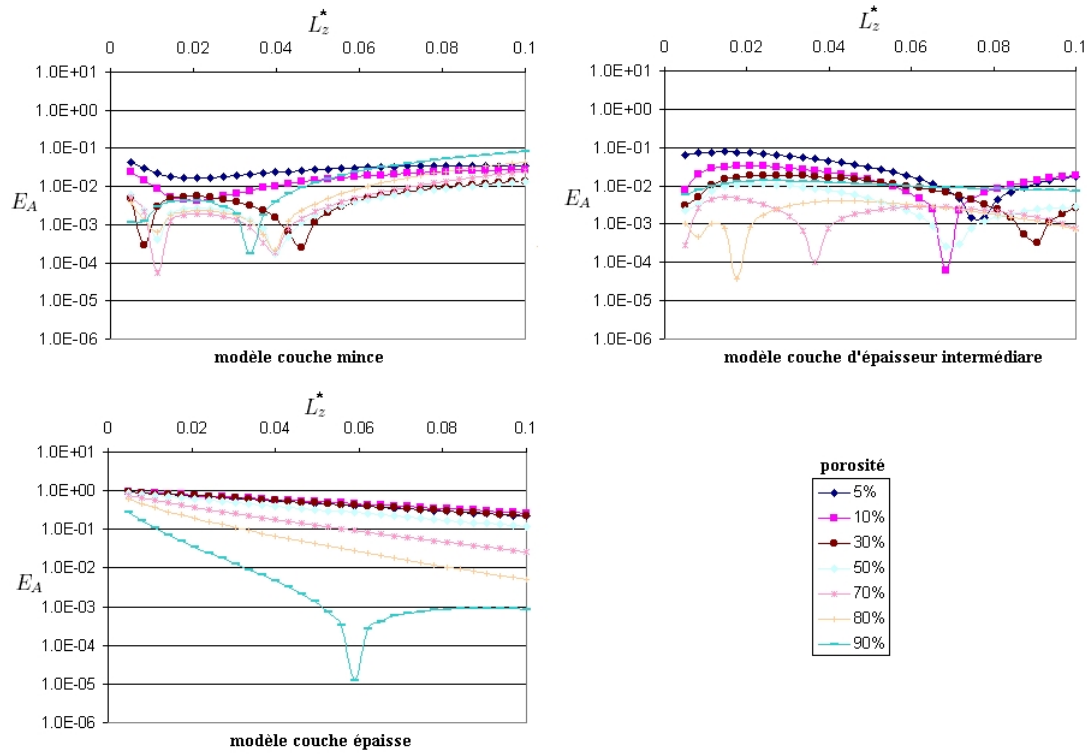 L_z^*
0 0.02 0.04 0.06 0.08 0.1
1.0E+01
1.0E+00
1.0E-01
1.0E-02
E_A
1.0E-03
1.0E-04
1.0E-05
1.0E-06
modèle couche mince
L_z^*
0 0.02 0.04 0.06 0.08 0.1
1.0E+01
1.0E+00
1.0E-01
1.0E-02
E_A
1.0E-03
1.0E-04
1.0E-05
1.0E-06
modèle couche d'épaisseur intermédiare
L_z^*
0 0.02 0.04 0.06 0.08 0.1
1.0E+01
1.0E+00
1.0E-01
1.0E-02
E_A
1.0E-03
1.0E-04
1.0E-05
1.0E-06
modèle couche épaisse
porosité
5%
10%
30%
50%
70%
80%
90%